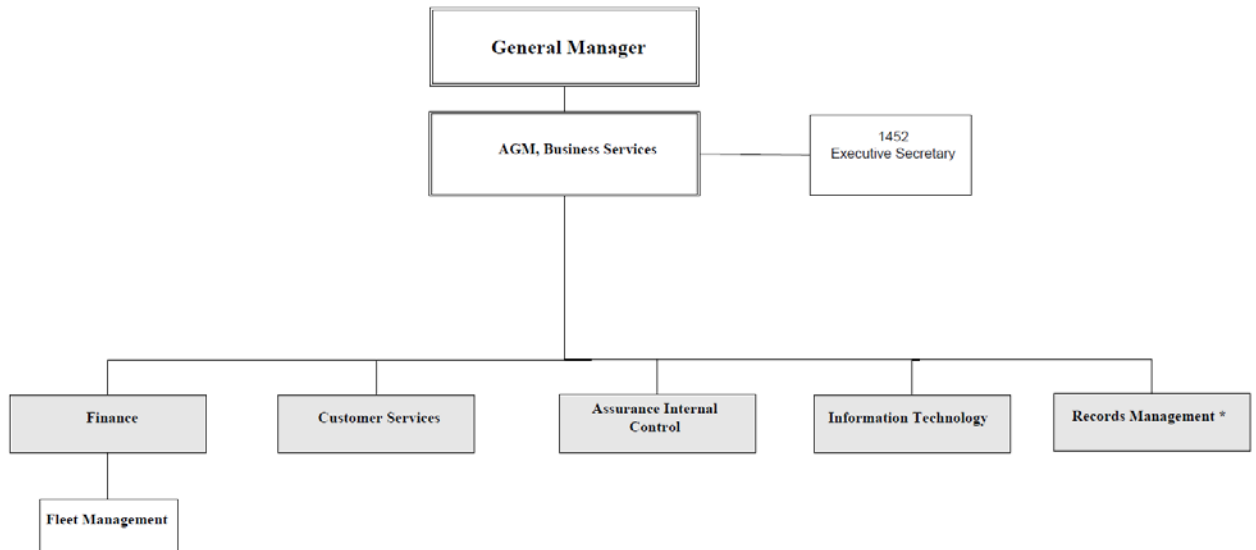 General Manager
AGM, Business Services
1452
Executive Secretary
Finance
Customer Services
Assurance Internal
Control
Information Technology
Records Management *
Fleet Management